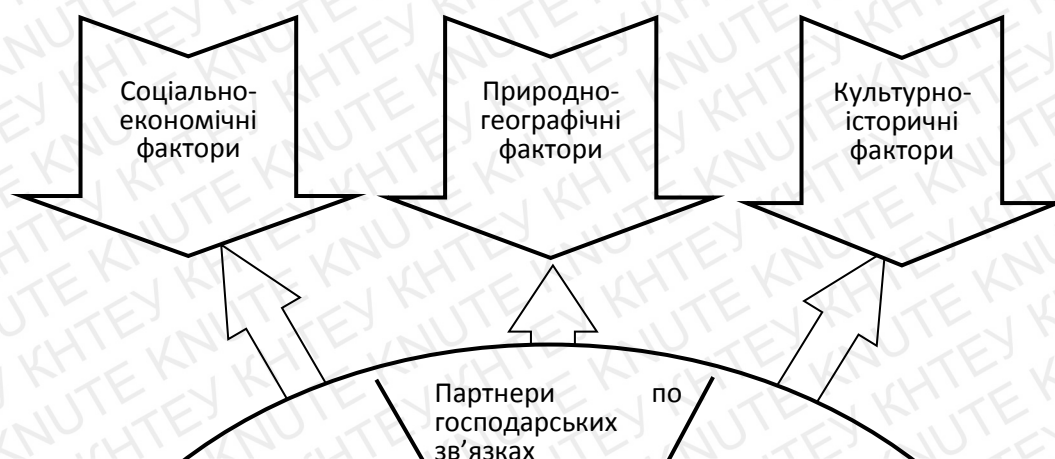 Соціально-
економічні
фактори
Природно-
географічні
фактори
Культурно-
історичні
фактори
Партнери по
господарських
зв’язках